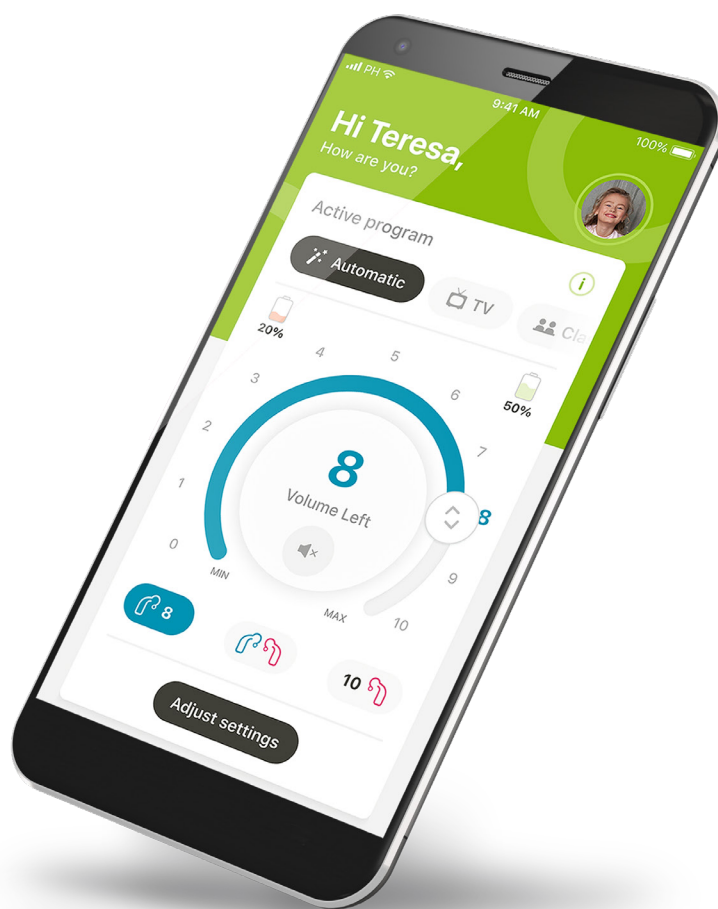 PH
9:41 AM
100%
Hi Teresa,
How are you?
Active program
Automatic
TV
Cla
20%
50%
0
1
2
3
4
5
6
7
8
9
10
8
Volume Left
MIN
MAX
8
10
Adjust settings